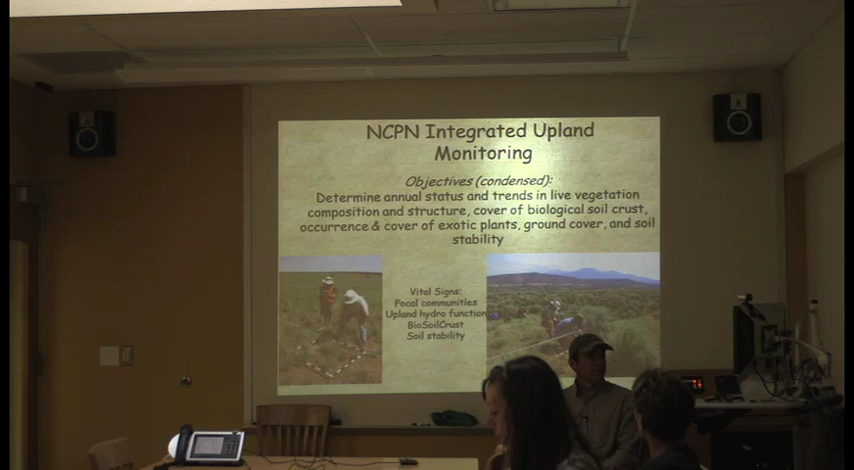 NCPN Integrated Upland
Monitoring
Objectives (condensed):
Determine annual status and trends in live vegetation
composition and structure, cover of biological soil crust,
occurrence & cover of exotic plants, ground cover, and soil
stability
Vital Signs:
Focal communities
Upland hydro function
BioSoilCrust
Soil stability